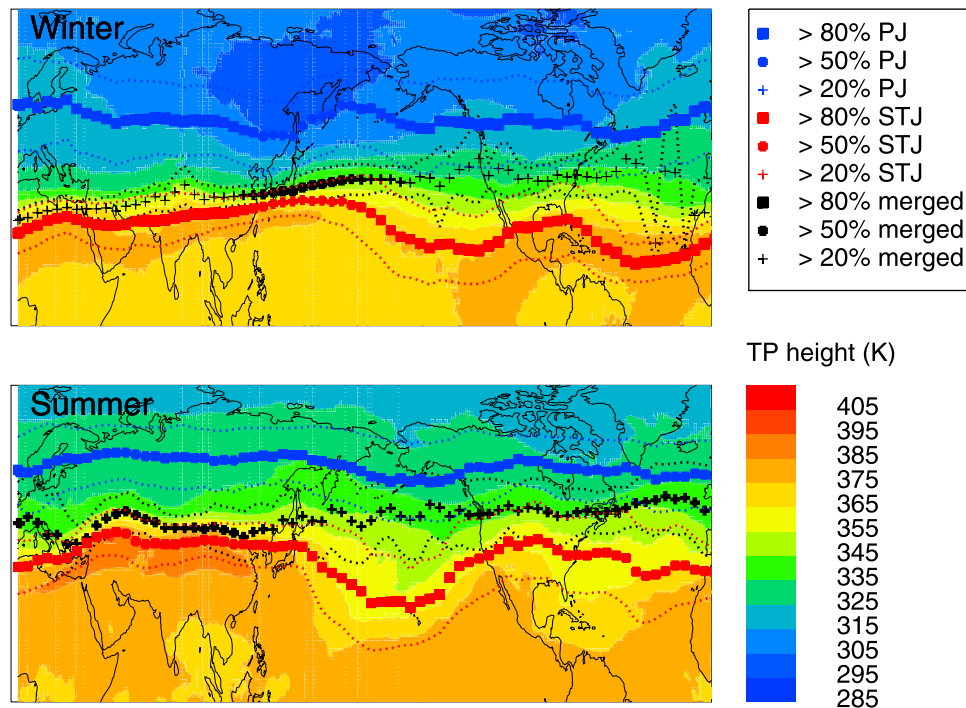 Winter
> 80% PJ
> 50% PJ
> 20% PJ
> 80% STJ
> 50% STJ
> 20% STJ
> 80% merged
> 50% merged
> 20% merged
Summer
TP height (K)
405
395
385
375
365
355
345
335
325
315
305
295
285